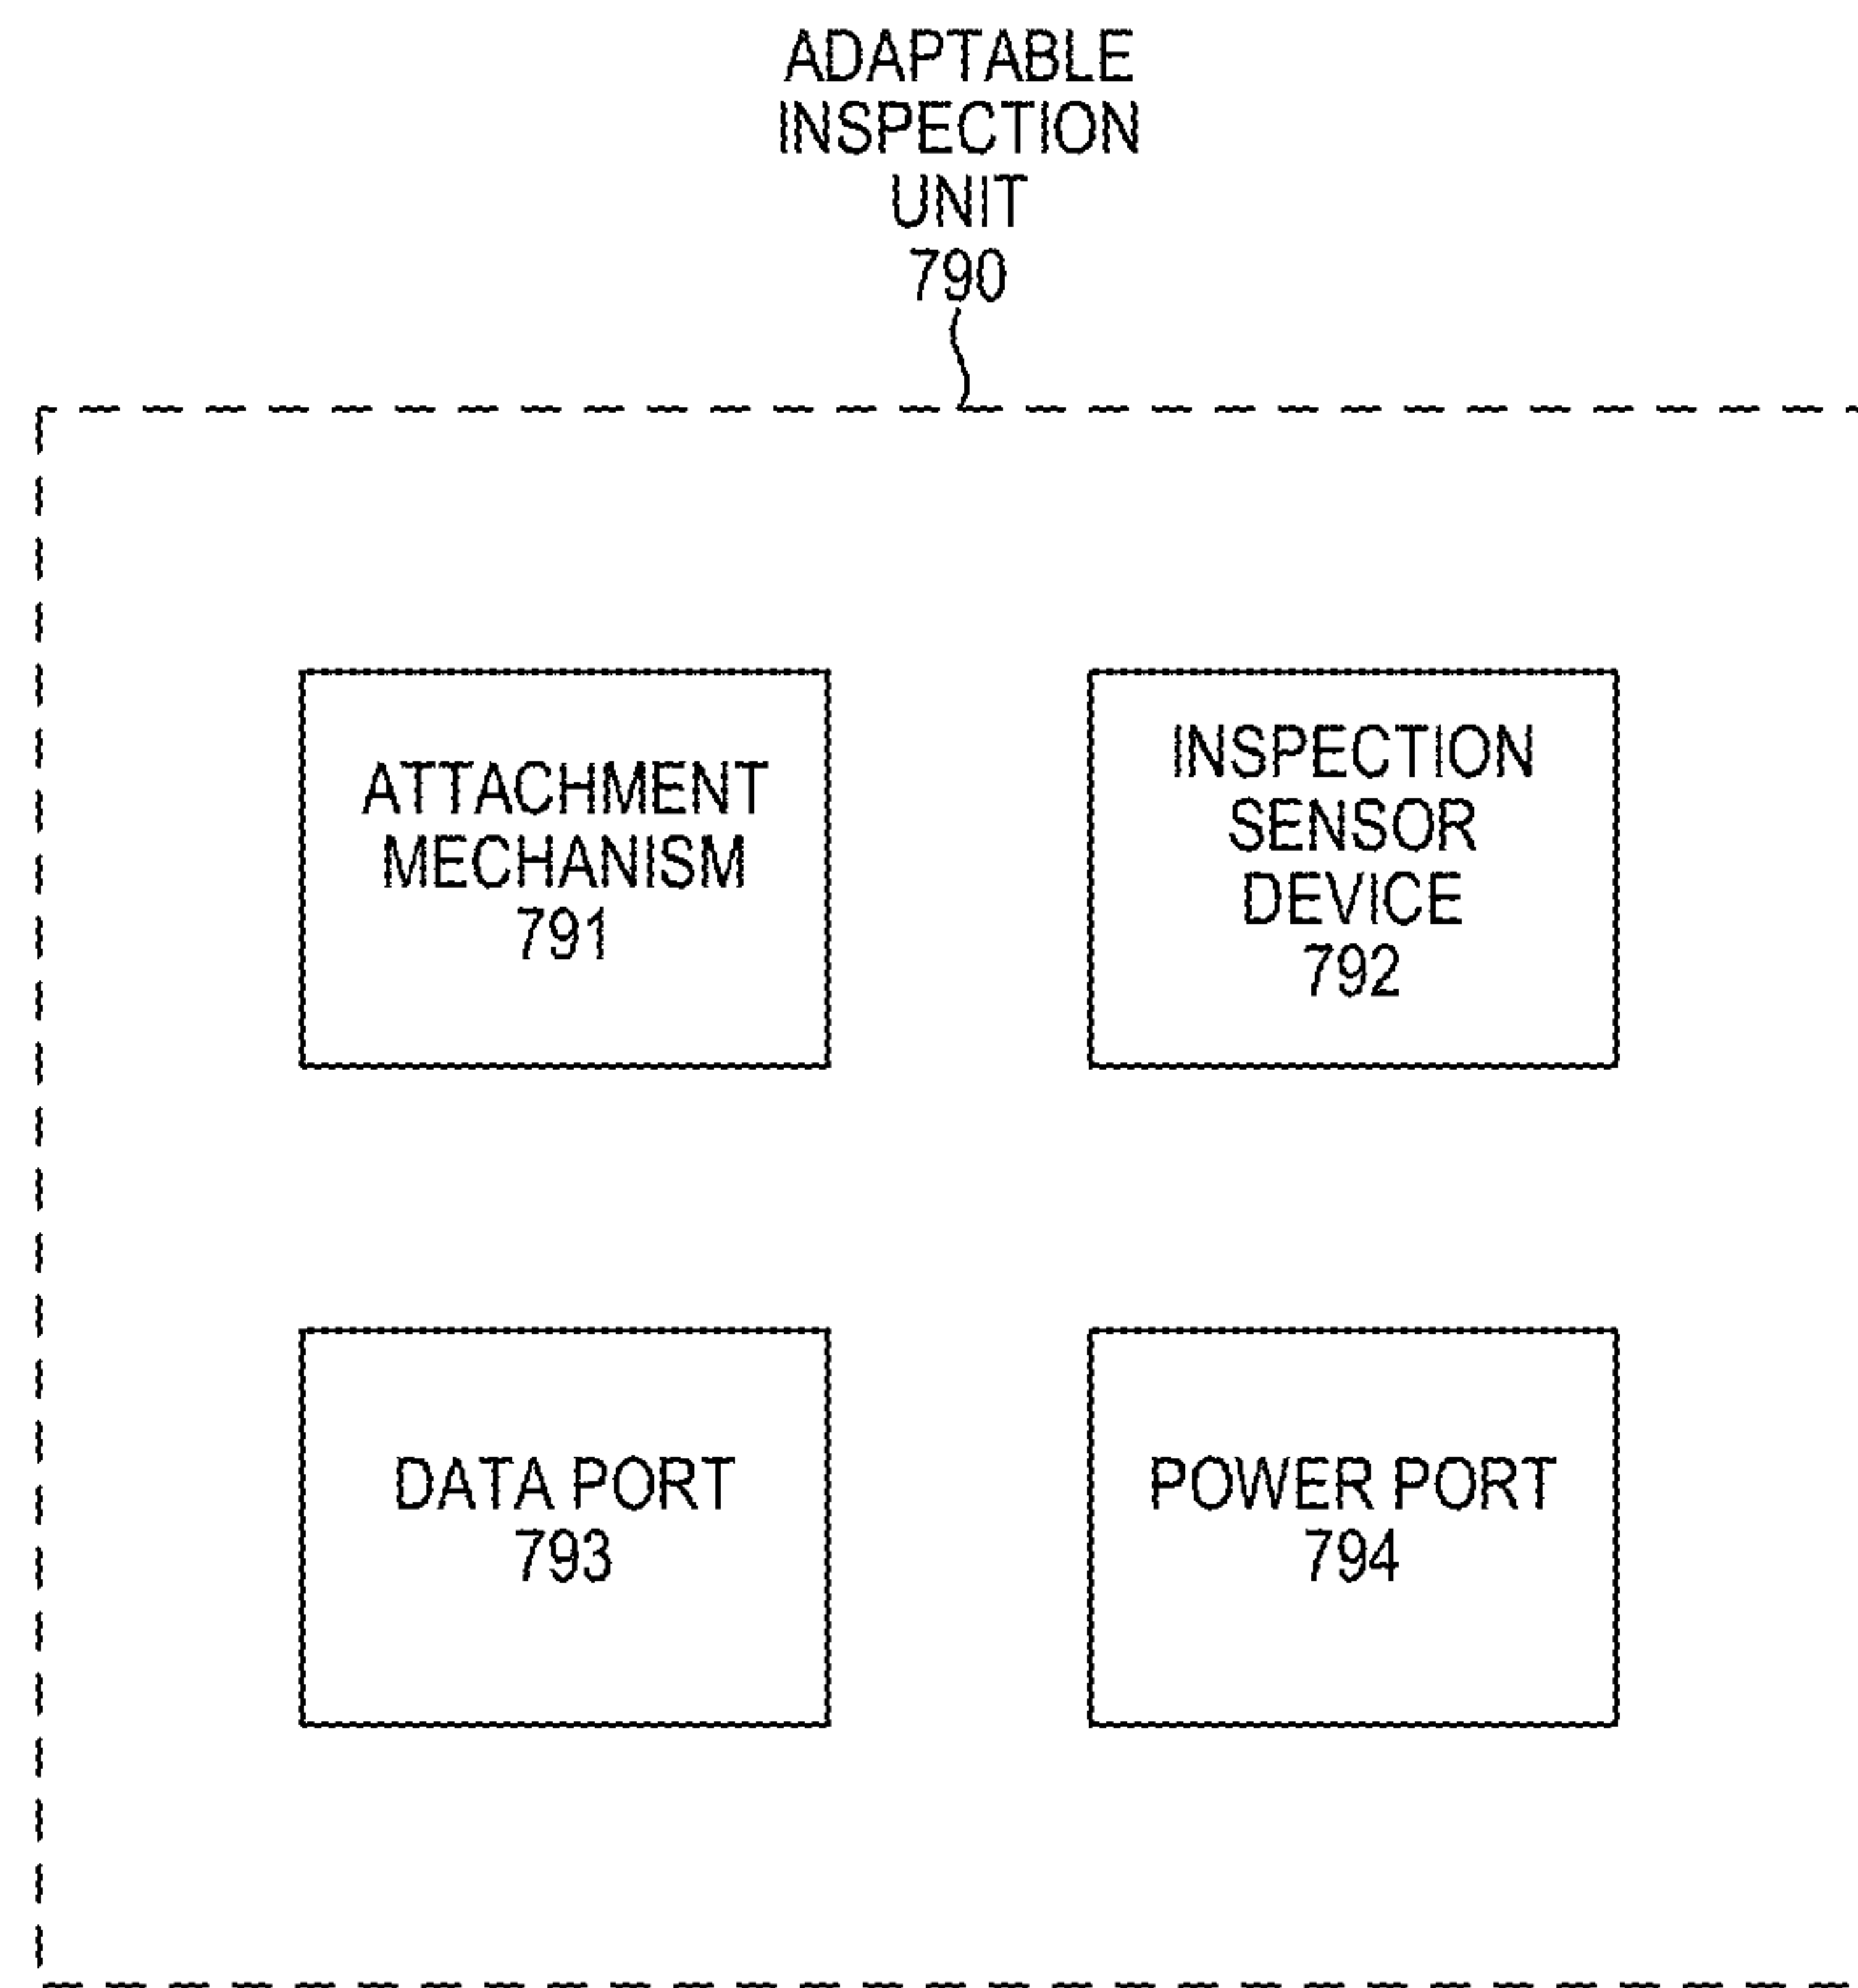 ADAPTABLE
INSPECTION
UNIT
790
ATTACHMENT
MECHANISM
791
INSPECTION
SENSOR
DEVICE
792
DATA PORT
793
POWER PORT
794